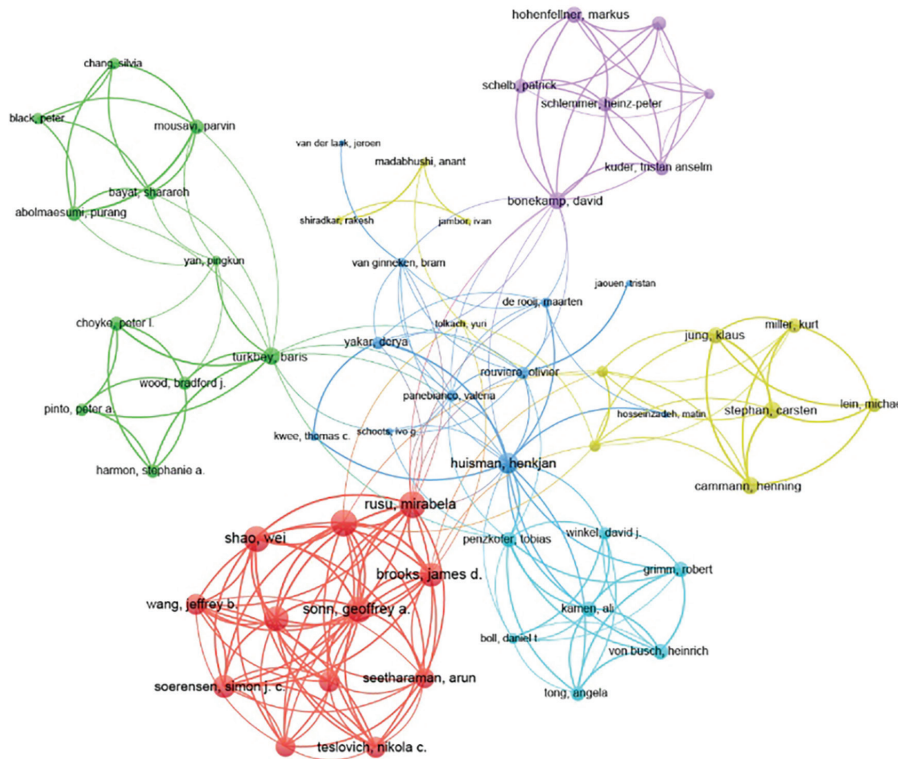 hohenfellner, markus
chang, silvia
schelb, patrick
schlemmer, heinz-peter
black, peter
mousavi, parvin
van der laak, jeroen
madabhushi, anant
kuder, tristan anselm
bayat, sharareh
abolmaesumi, purang
bonekamp, david
shiradkar, rakesh
jambor, ivan
yan, pingkun
van ginneken, bram
jaouen, tristan
de rooij, maarten
choyke, peter l.
tolkach, yuri
miller, kurt
jung, klaus
yakar, derya
turkbey, baris
rouviere, olivier
wood, bradford j.
panebianco, valeria
lein, michae
pinto, peter a.
stephan, carsten
hosseinzadeh, matin
schoots, ivo g.
kwee, thomas c.
huisman, henkjan
harmon, stephanie a.
cammann, henning
rusu, mirabela
shao, wei
penzkofer, tobias
winkel, david j.
brooks, james d.
grimm, robert
wang, jeffrey b.
sonn, geoffrey a.
kamen, ali
boll, daniel t.
von busch, heinrich
seetharaman, arun
soerensen, simon j. c.
tong, angela
teslovich, nikola c.